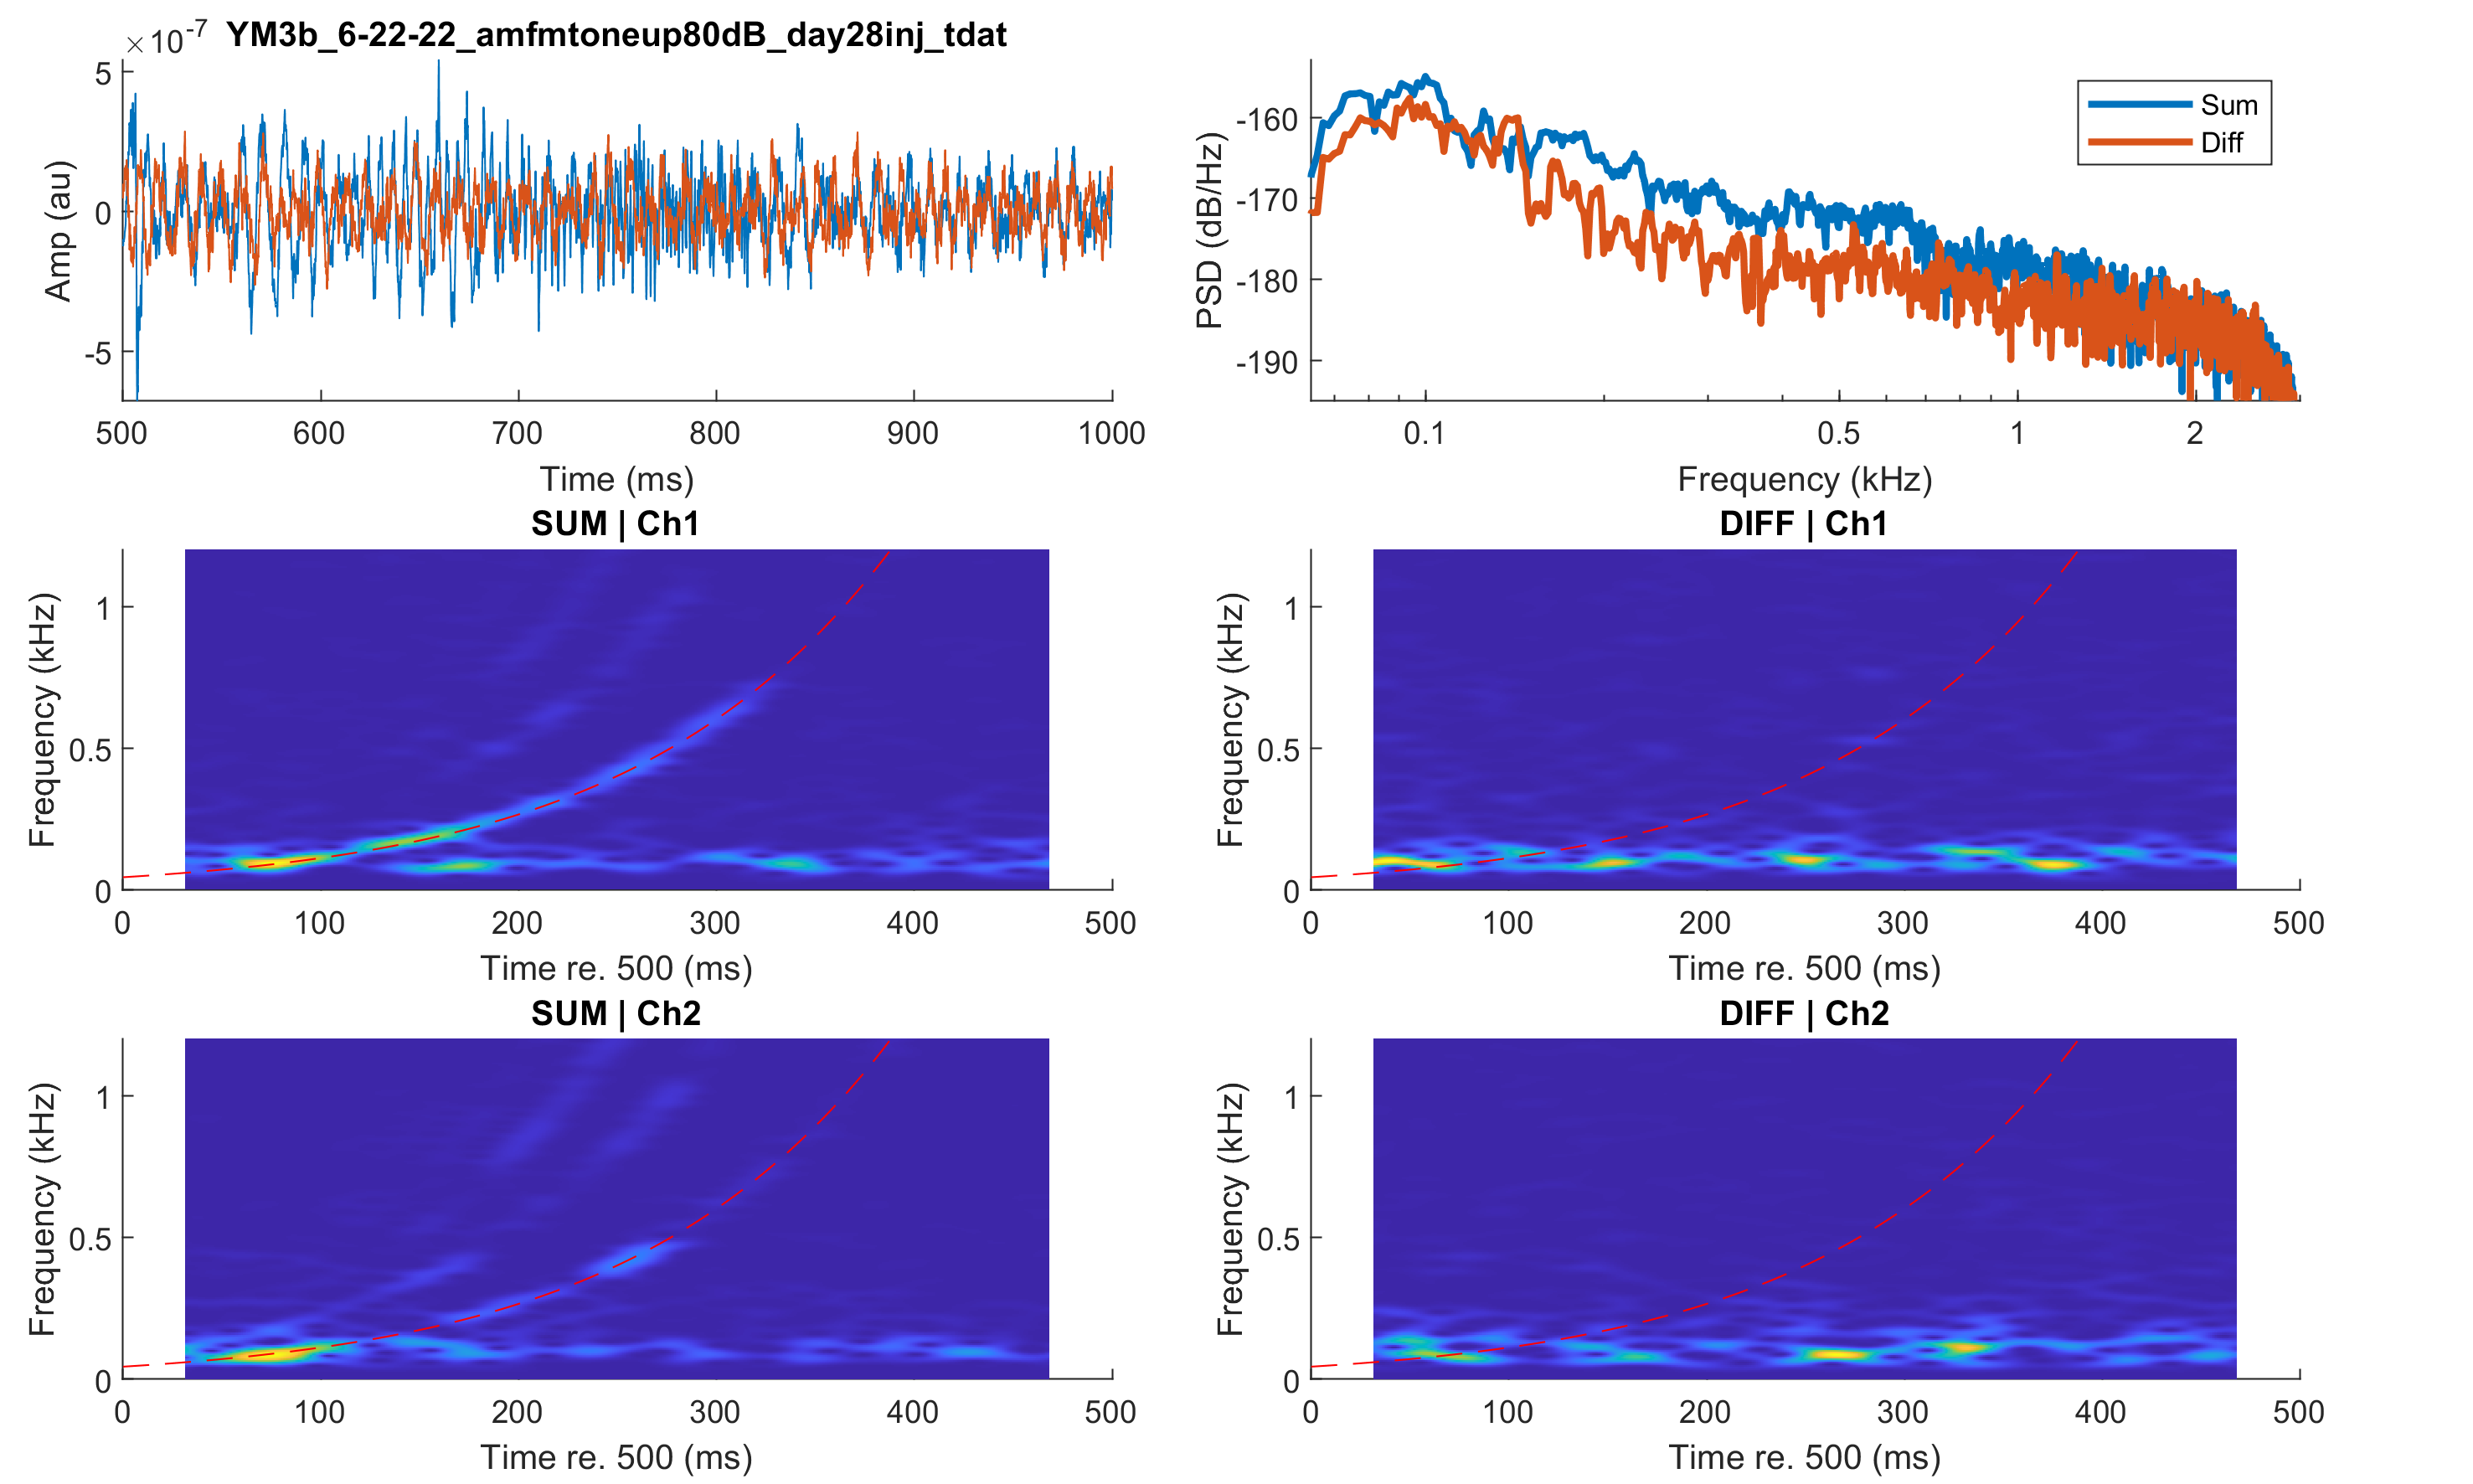 ×10-7 YM3b_6-22-22_amfmtoneup80dB_day28inj_tdat
5
0
-5
Amp (au)
500 600 700 800 900 1000
Time (ms)
-160
-170
-180
-190
PSD (dB/Hz)
Sum
Diff
0.1 0.5 1 2
Frequency (kHz)
SUM | Ch1
1
0.5
0
Frequency (kHz)
0 100 200 300 400 500
Time re. 500 (ms)
DIFF | Ch1
1
0.5
0
Frequency (kHz)
0 100 200 300 400 500
Time re. 500 (ms)
SUM | Ch2
1
0.5
0
Frequency (kHz)
0 100 200 300 400 500
Time re. 500 (ms)
DIFF | Ch2
1
0.5
0
Frequency (kHz)
0 100 200 300 400 500
Time re. 500 (ms)